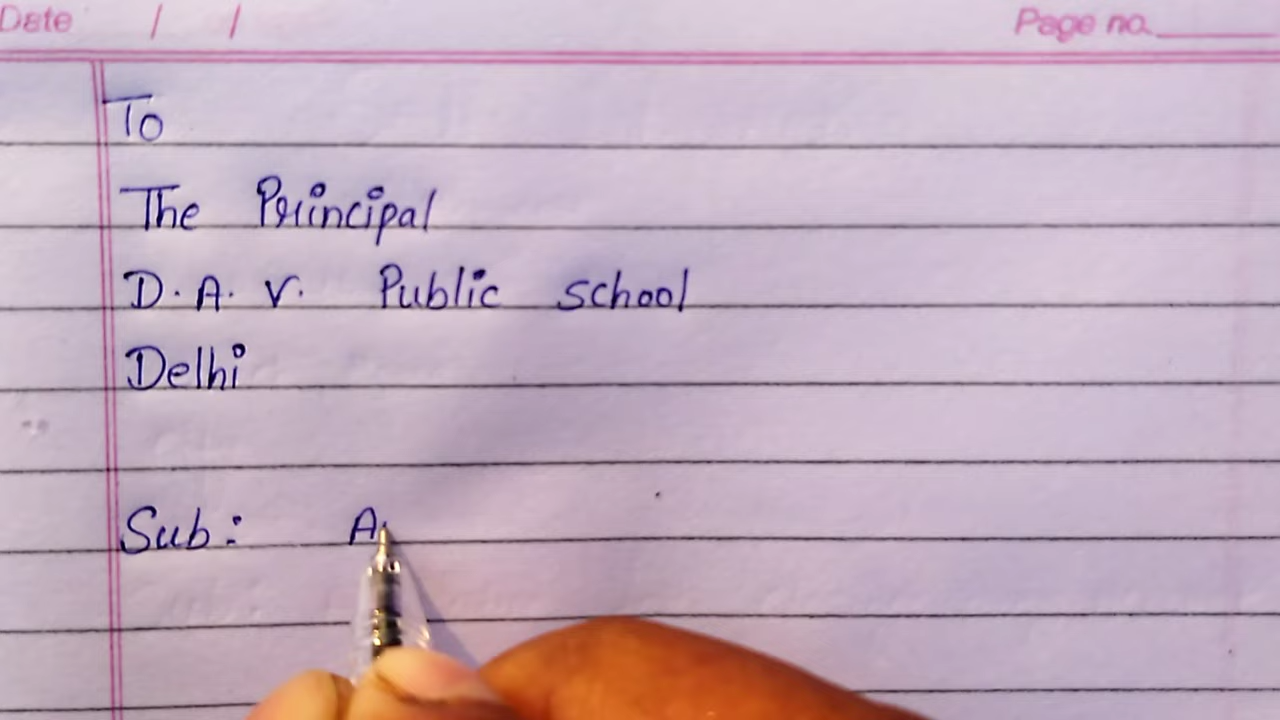 Date / /
Page no.
To
The Principal
D. A. V. Public school
Delhi
Sub: A